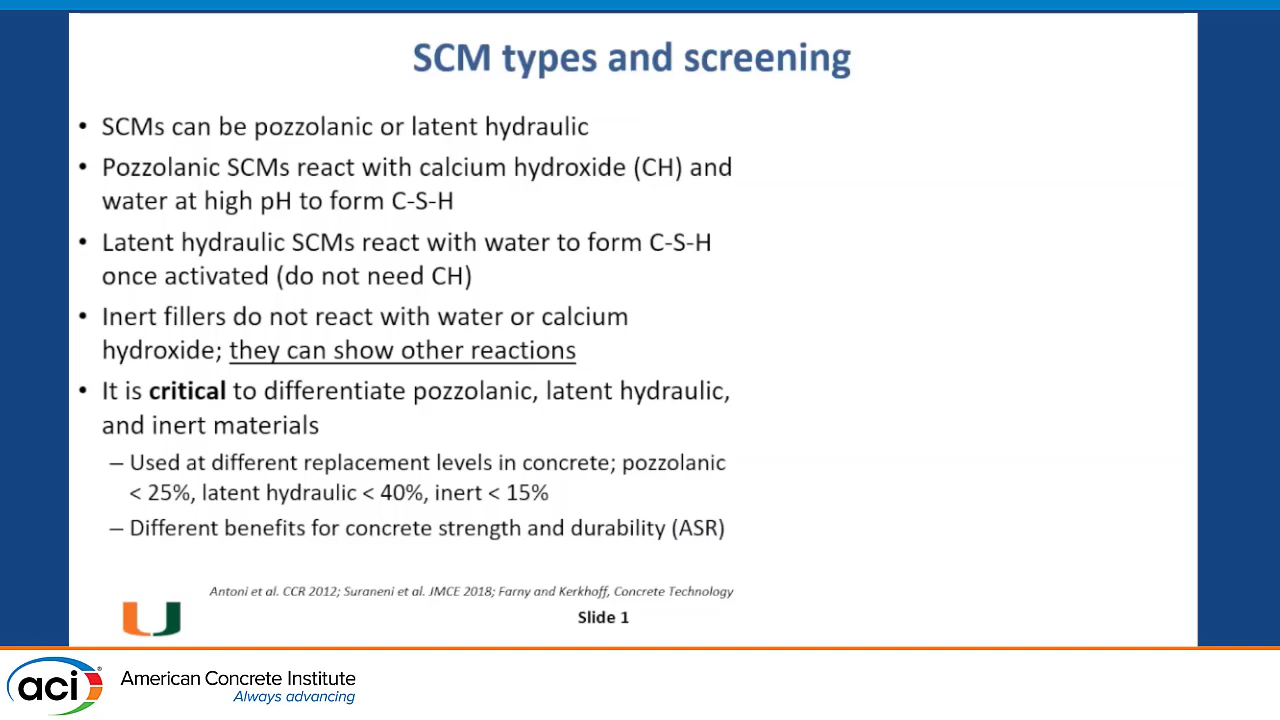 SCM types and screening
• SCMs can be pozzolanic or latent hydraulic
• Pozzolanic SCMs react with calcium hydroxide (CH) and
water at high pH to form C-S-H
• Latent hydraulic SCMs react with water to form C-S-H
once activated (do not need CH)
• Inert fillers do not react with water or calcium
hydroxide; they can show other reactions
• It is critical to differentiate pozzolanic, latent hydraulic,
and inert materials
– Used at different replacement levels in concrete; pozzolanic
< 25%, latent hydraulic < 40%, inert < 15%
– Different benefits for concrete strength and durability (ASR)
Antoni et al. CCR 2012; Suraneni et al. JMCE 2018; Farny and Kerkhoff, Concrete Technology
Slide 1
aci®
American Concrete Institute
Always advancing